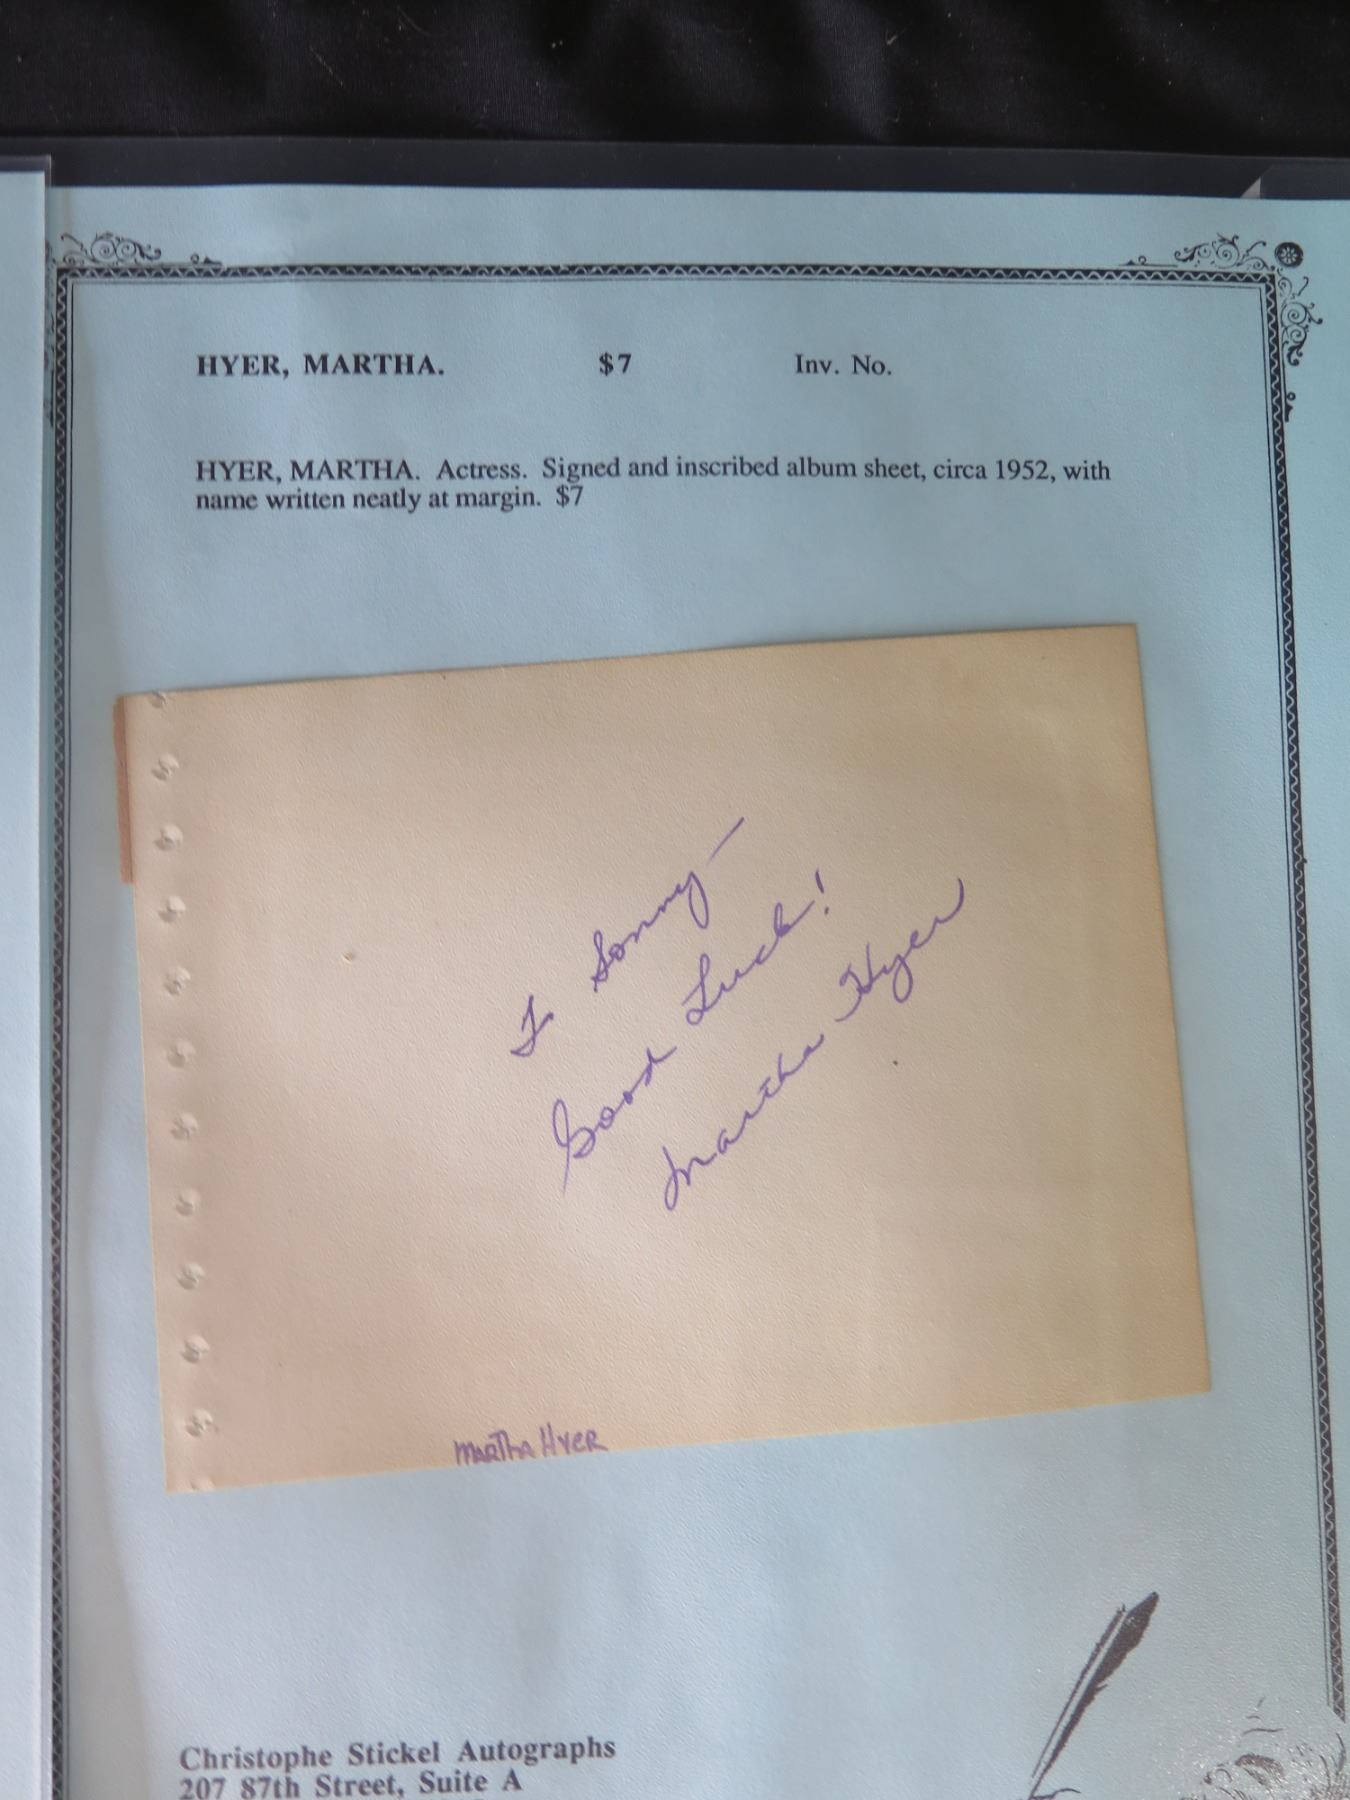 HYER, MARTHA. $7 Inv. No.
HYER, MARTHA. Actress. Signed and inscribed album sheet, circa 1952, with
name written neatly at margin. $7
To Sonny—
Good Luck!
Martha Hyer
MARTHA HYER
Christophe Stickel Autographs
207 87th Street, Suite A